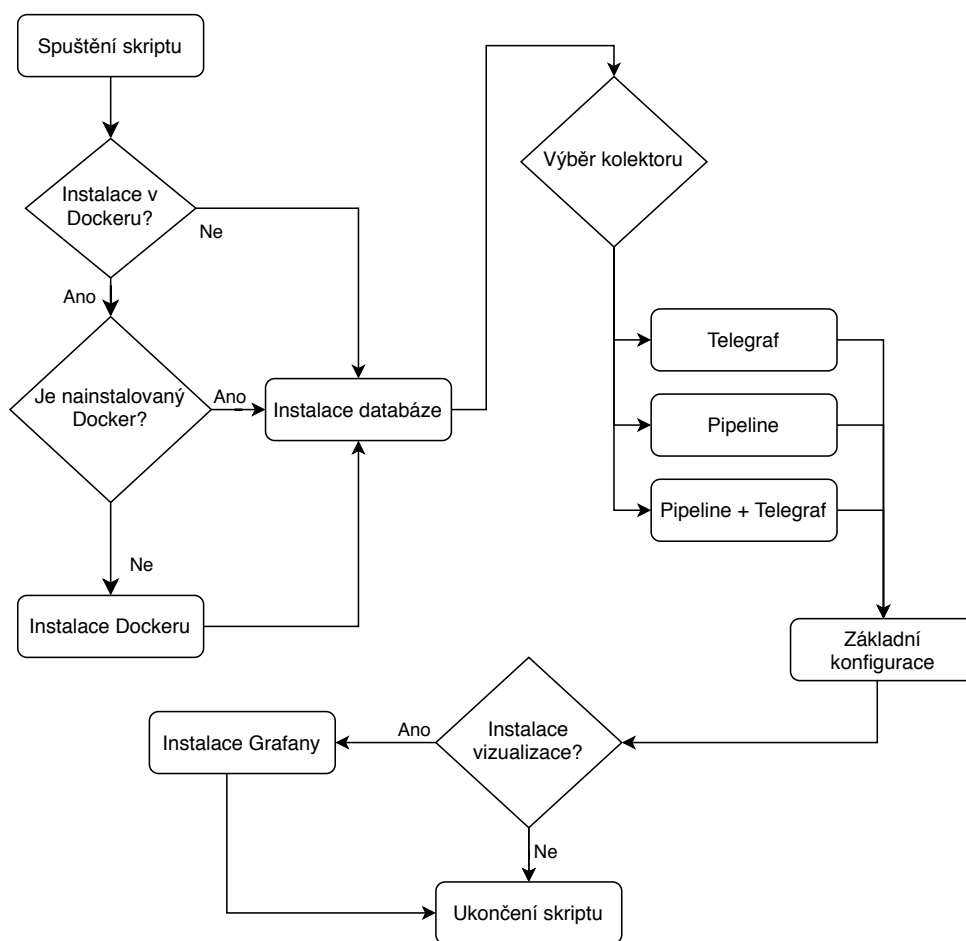 Spuštění skriptu
Instalace v
Dockeru?
Ne
Ano
Je nainstalovaný
Docker?
Ano
Ne
Instalace Dockeru
Instalace databáze
Výběr kolektoru
Telegraf
Pipeline
Pipeline + Telegraf
Základní
konfigurace
Instalace
vizualizace?
Ano
Instalace Grafany
Ne
Ukončení skriptu